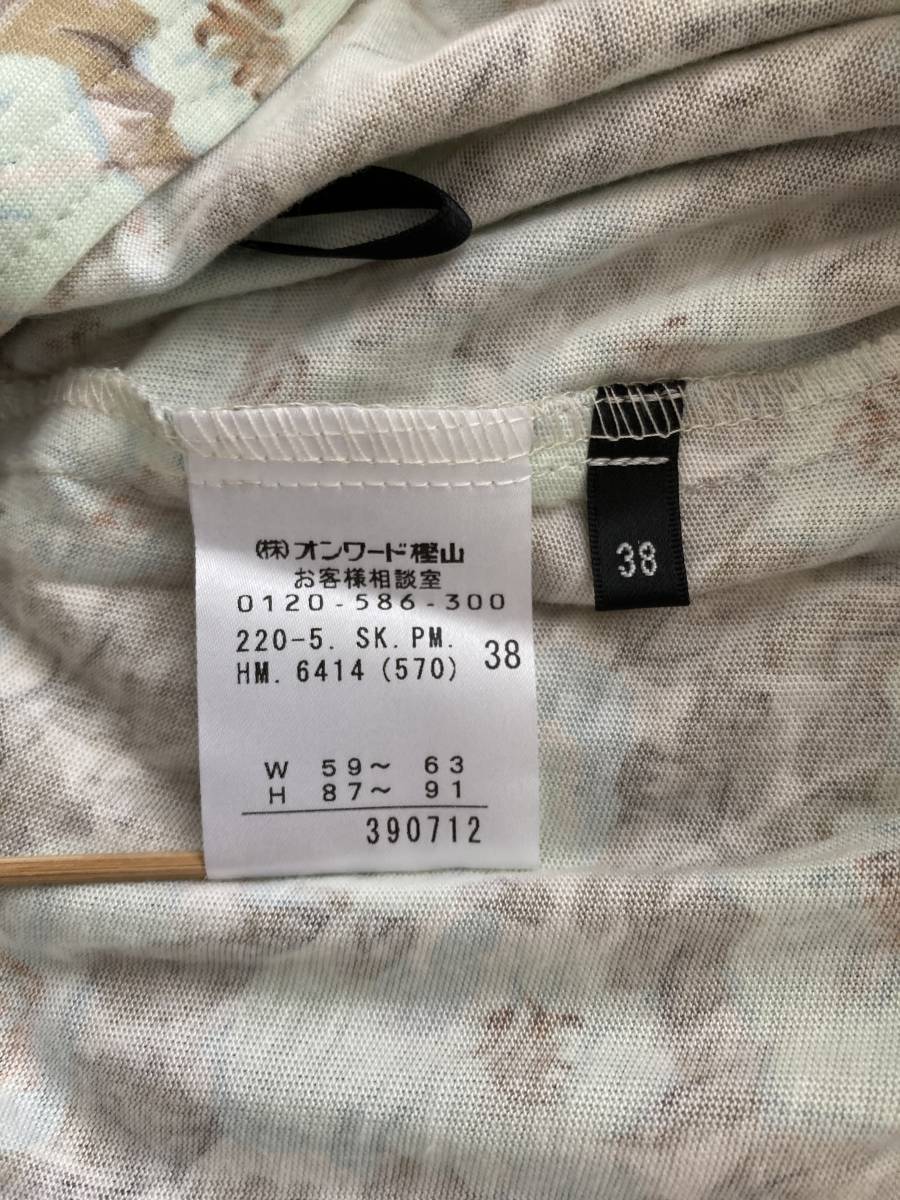 (株)オンワード樫山
お客様相談室
0120-586-300
220-5. SK. PM.
HM. 6414 (570) 38
W 59～ 63
H 87～ 91
390712
38